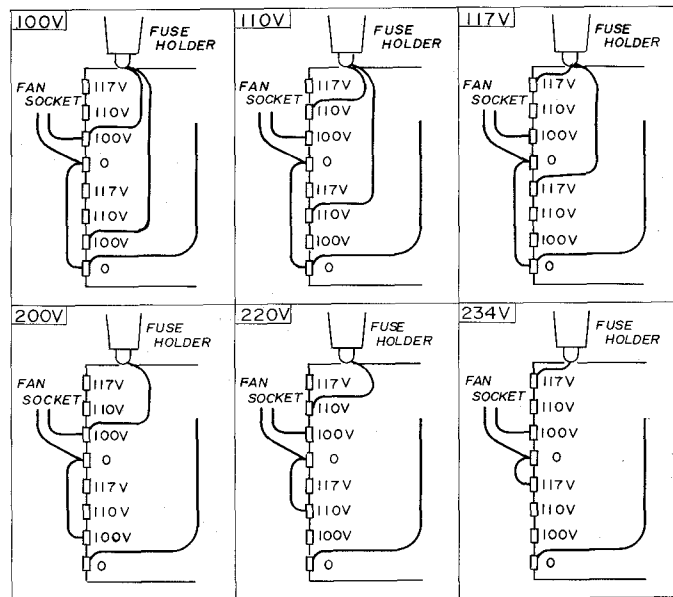 100V
FUSE
HOLDER
FAN
SOCKET
117V
110V
100V
0
117V
110V
100V
0
110V
FUSE
HOLDER
FAN
SOCKET
117V
110V
100V
0
117V
110V
100V
0
117V
FUSE
HOLDER
FAN
SOCKET
117V
110V
100V
0
117V
110V
100V
0
200V
FUSE
HOLDER
FAN
SOCKET
117V
110V
100V
0
117V
110V
100V
0
220V
FUSE
HOLDER
FAN
SOCKET
117V
110V
100V
0
117V
110V
100V
0
234V
FUSE
HOLDER
FAN
SOCKET
117V
110V
100V
0
117V
110V
100V
0